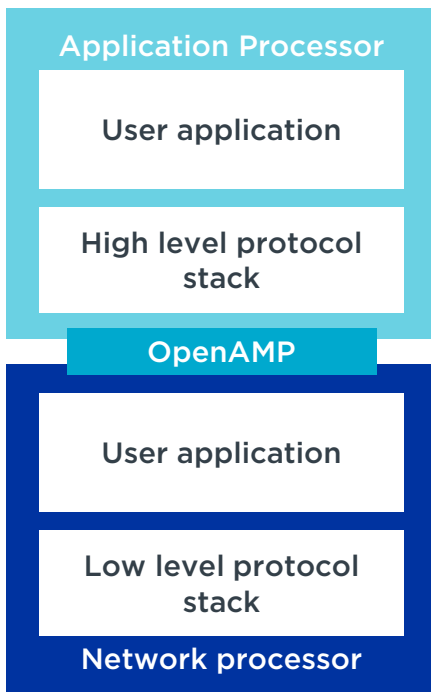 Application Processor
User application
High level protocol
stack
OpenAMP
User application
Low level protocol
stack
Network processor